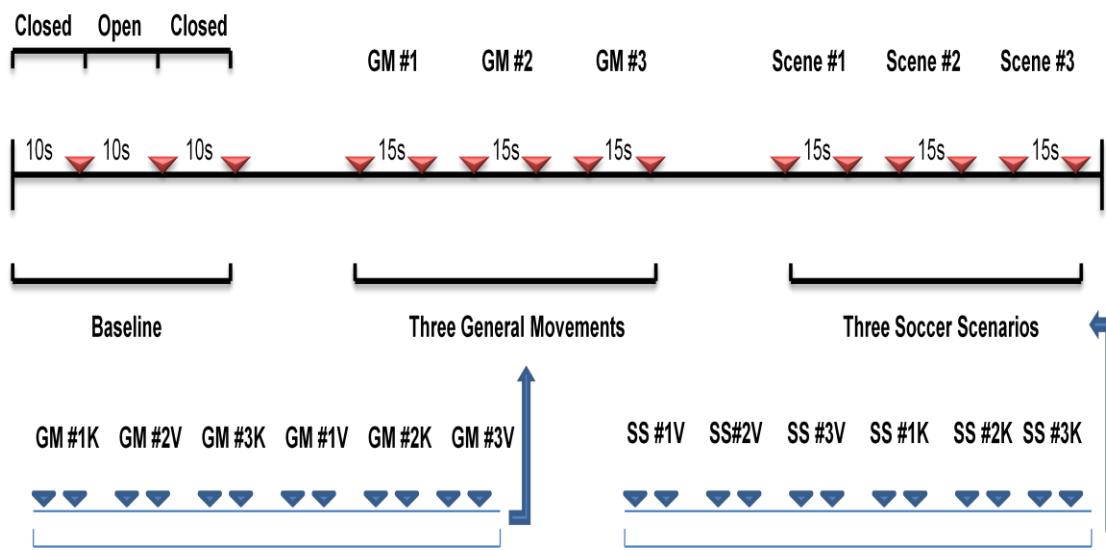 Closed Open Closed
GM #1 GM #2 GM #3 Scene #1 Scene #2 Scene #3
10s 10s 10s 15s 15s 15s 15s 15s 15s
Baseline Three General Movements Three Soccer Scenarios
GM #1K GM #2V GM #3K GM #1V GM #2K GM #3V SS #1V SS#2V SS #3V SS #1K SS #2K SS #3K